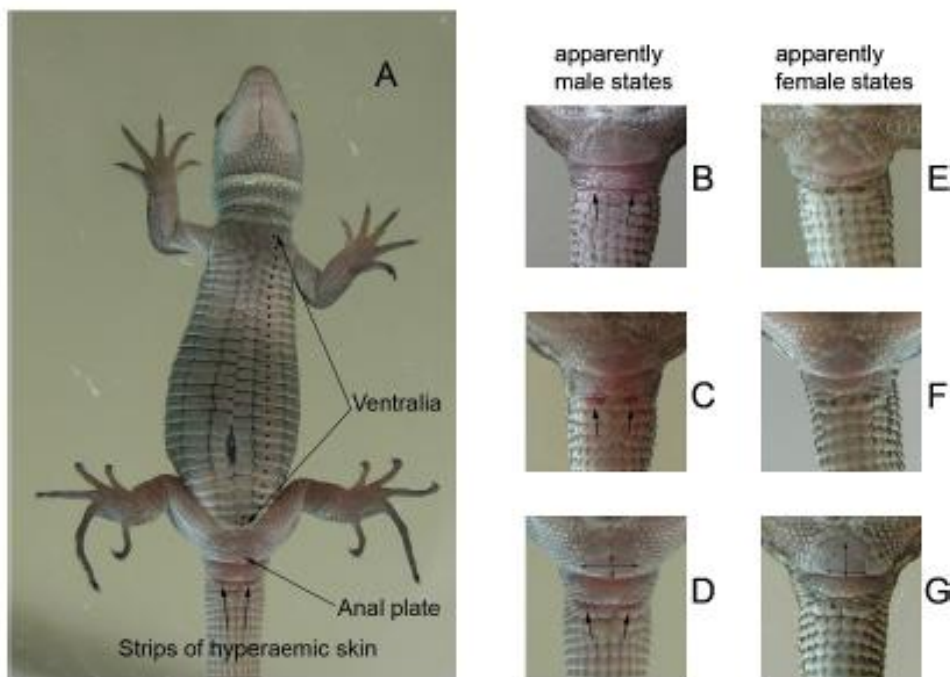 A
Ventralia
Anal plate
Strips of hyperaemic skin
apparently
male states
B
C
D
apparently
female states
E
F
G